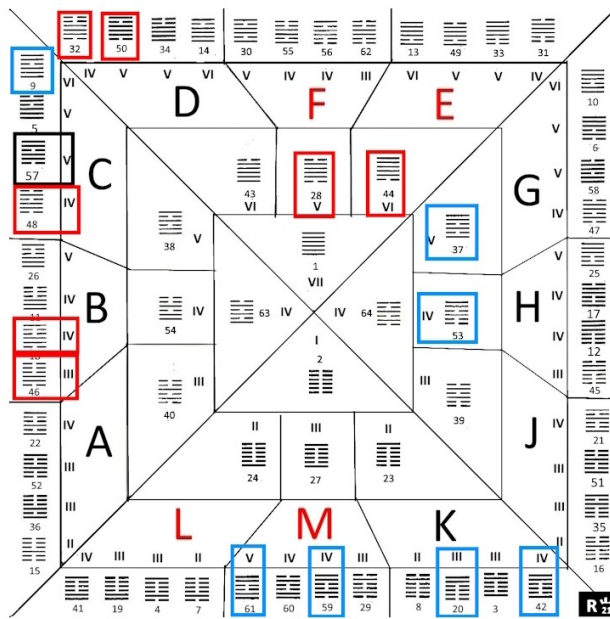 32 50 34 14 30 55 56 62 13 49 33 31
IV V V VI V IV IV III VI V V IV
9 VI D F E VI 10
5 V V 6
57 V C G V 58
48 IV IV 47
43 28 44
VI V VI
38 V V 37
1
VII
26 V V 25
11 IV B H IV 17
IV IV 12
46 III III 45
54 IV 63 IV IV 64 IV 53
I
2
40 III III 39
22 IV A J IV 21
52 III III 51
36 III III 35
15 II II 16
II III II
24 27 23
L M K
IV III III II V IV IV III II III III IV
41 19 4 7 61 60 59 29 8 20 3 42
R